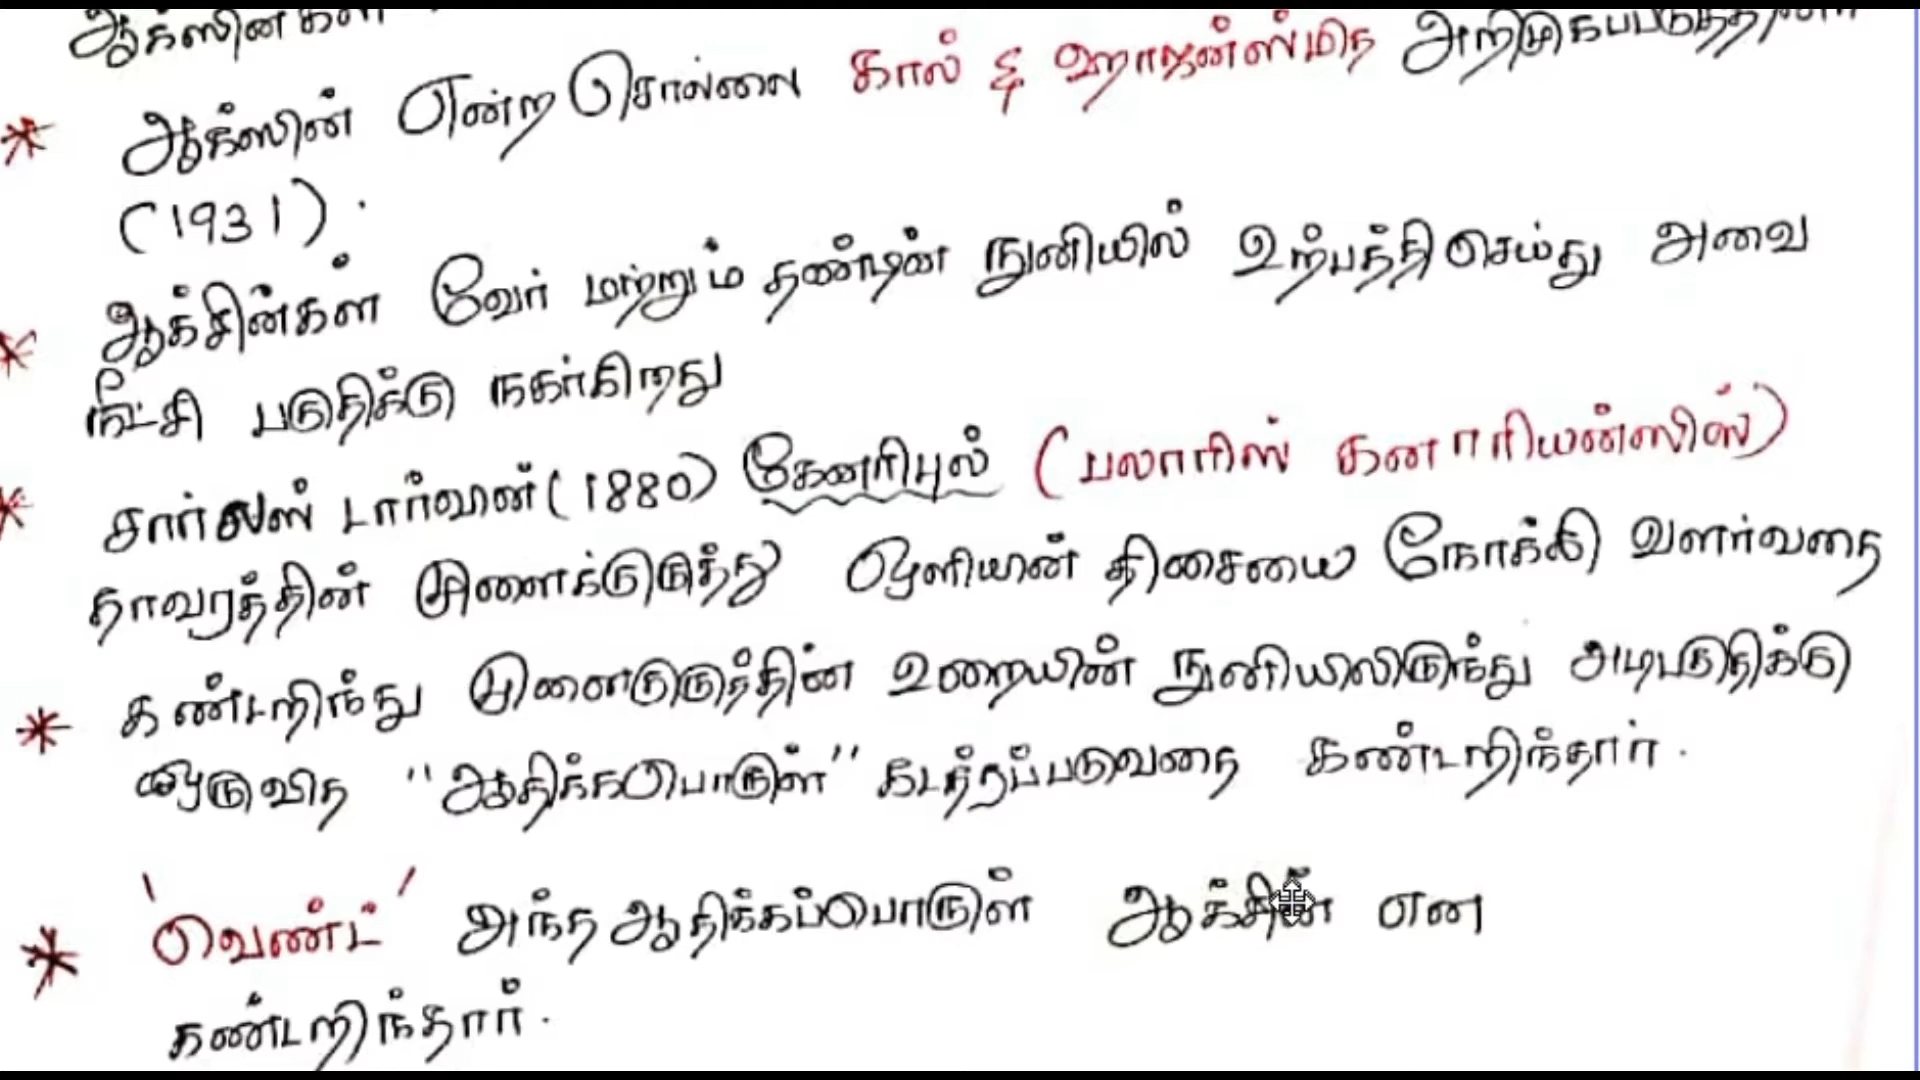 ஆக்ஸின்கள்
ஆக்ஸின் என்ற சொல்லை கால் & ஹாஜன்ஸ்மித் அறிமுகப்படுத்தினர்
(1931).
ஆக்சின்கள் வேர் மற்றும் தண்டின் நுனியில் உற்பத்தி செய்து அவை
நீட்சி பகுதிக்கு நகர்கிறது
சார்லஸ் டார்வின் (1880) கேனரிபுல் (பலாரிஸ் கனாரியன்ஸிஸ்)
தாவரத்தின் முளைக்குருத்து ஒளியின் திசையை நோக்கி வளர்வதை
கண்டறிந்து முளைகுருத்தின் உறையின் நுனியிலிருந்து அடிபகுதிக்கு
ஒருவித "ஆதிக்கபொருள்" கடத்தப்படுவதை கண்டறிந்தார்.
'வெண்ட்' அந்த ஆதிக்கப்பொருள் ஆக்சின் என
கண்டறிந்தார்.